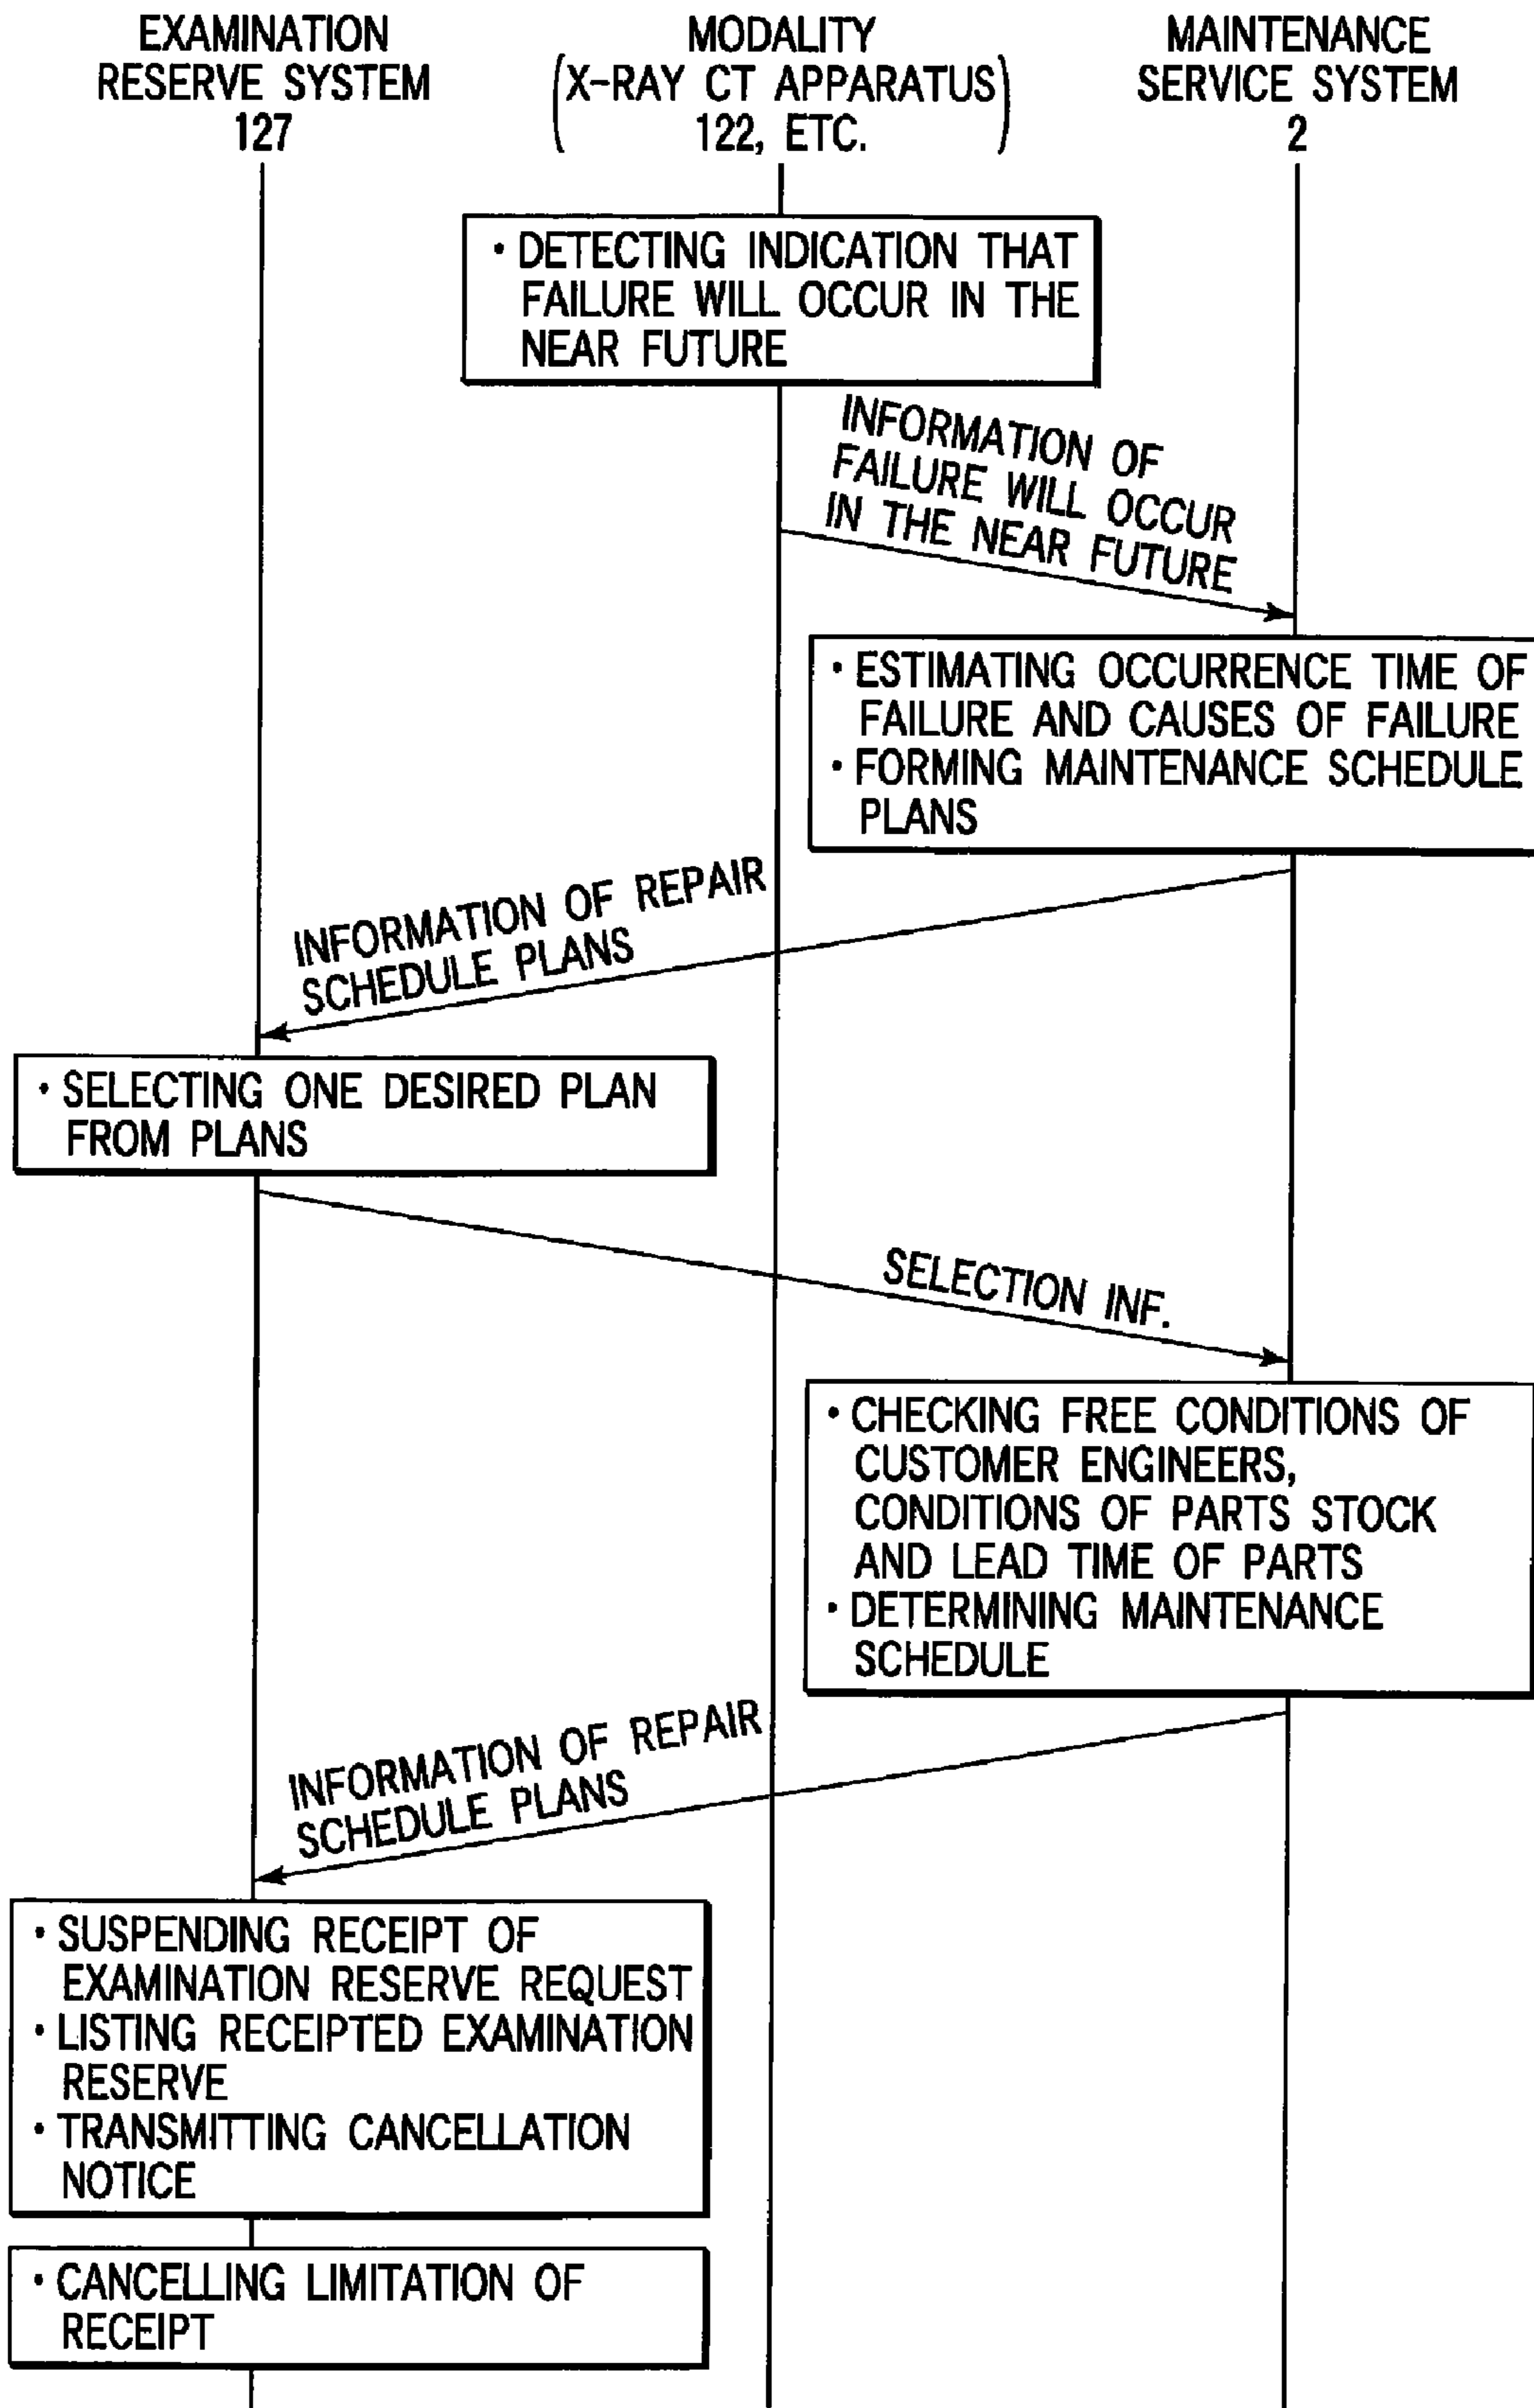 EXAMINATION
RESERVE SYSTEM
127
MODALITY
(X-RAY CT APPARATUS
122, ETC.)
MAINTENANCE
SERVICE SYSTEM
2
・DETECTING INDICATION THAT
FAILURE WILL OCCUR IN THE
NEAR FUTURE
INFORMATION OF
FAILURE WILL OCCUR
IN THE NEAR FUTURE
・ESTIMATING OCCURRENCE TIME OF
FAILURE AND CAUSES OF FAILURE
・FORMING MAINTENANCE SCHEDULE
PLANS
INFORMATION OF REPAIR
SCHEDULE PLANS
・SELECTING ONE DESIRED PLAN
FROM PLANS
SELECTION INF.
・CHECKING FREE CONDITIONS OF
CUSTOMER ENGINEERS,
CONDITIONS OF PARTS STOCK
AND LEAD TIME OF PARTS
・DETERMINING MAINTENANCE
SCHEDULE
INFORMATION OF REPAIR
SCHEDULE PLANS
・SUSPENDING RECEIPT OF
EXAMINATION RESERVE REQUEST
・LISTING RECEIPTED EXAMINATION
RESERVE
・TRANSMITTING CANCELLATION
NOTICE
・CANCELLING LIMITATION OF
RECEIPT